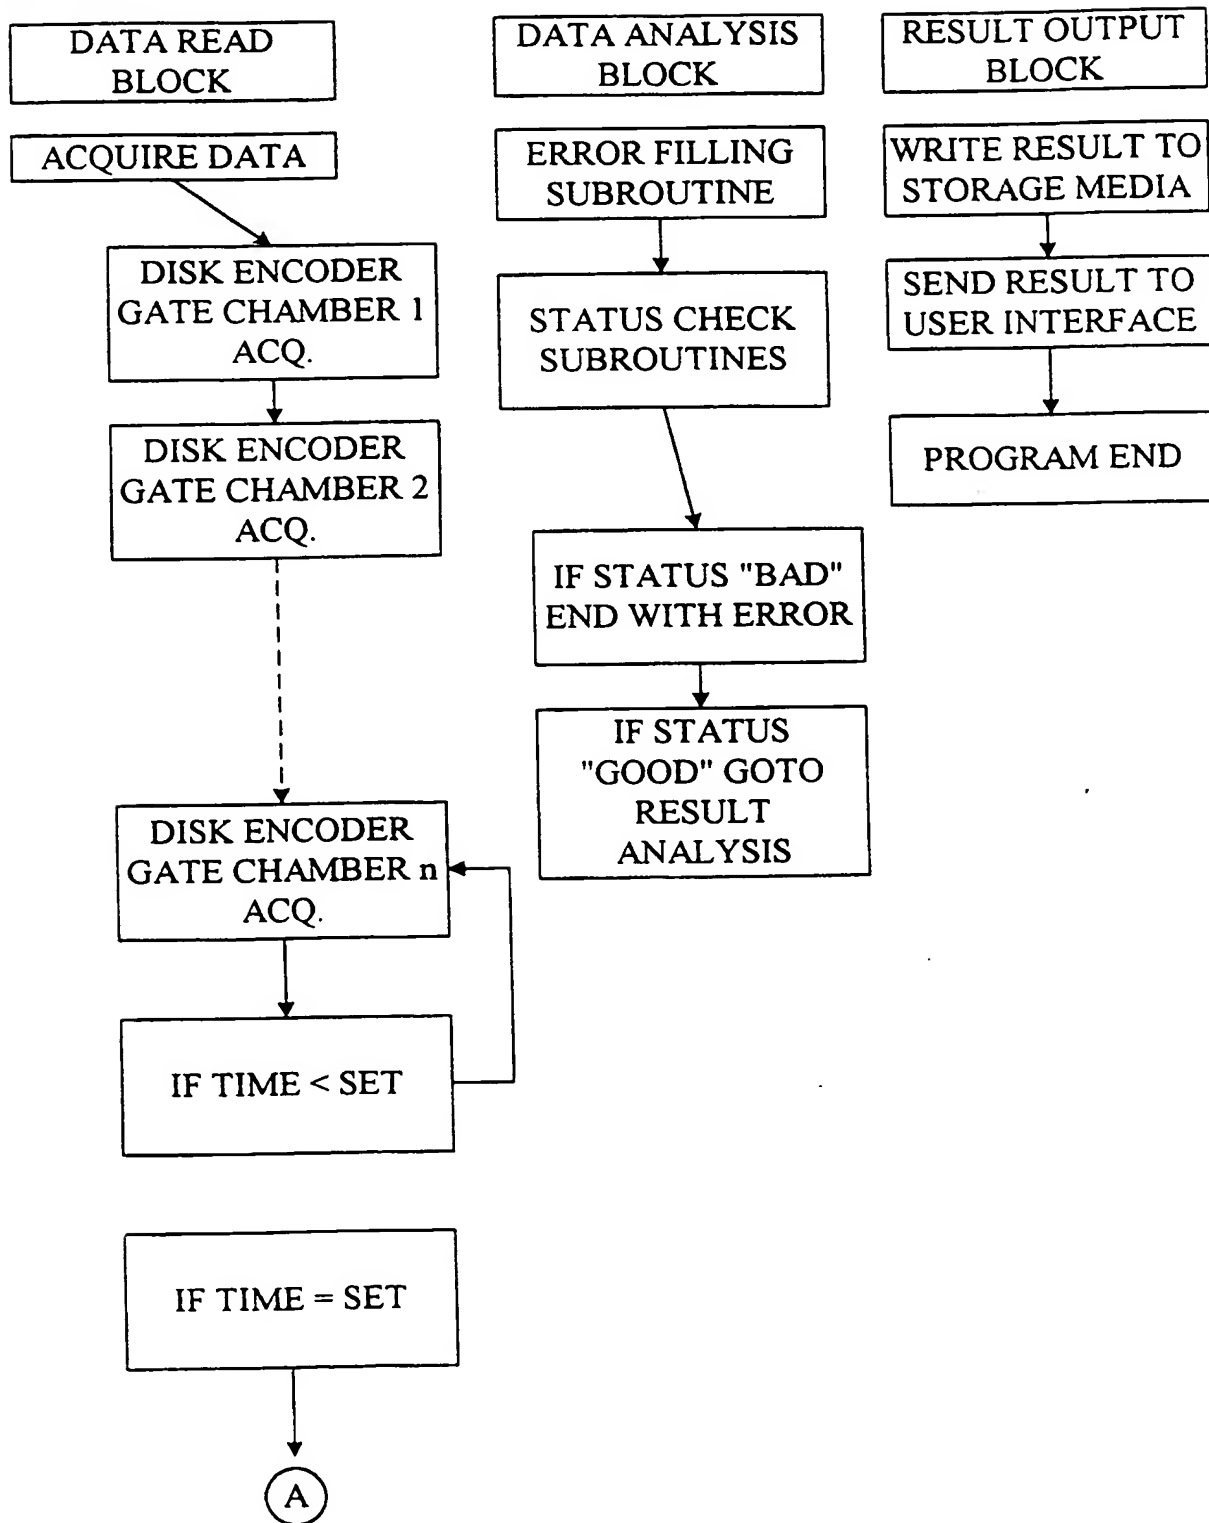 DATA READ
BLOCK
ACQUIRE DATA
DISK ENCODER
GATE CHAMBER 1
ACQ.
DISK ENCODER
GATE CHAMBER 2
ACQ.
DISK ENCODER
GATE CHAMBER n
ACQ.
IF TIME < SET
IF TIME = SET
A
DATA ANALYSIS
BLOCK
ERROR FILLING
SUBROUTINE
STATUS CHECK
SUBROUTINES
IF STATUS "BAD"
END WITH ERROR
IF STATUS
"GOOD" GOTO
RESULT
ANALYSIS
RESULT OUTPUT
BLOCK
WRITE RESULT TO
STORAGE MEDIA
SEND RESULT TO
USER INTERFACE
PROGRAM END